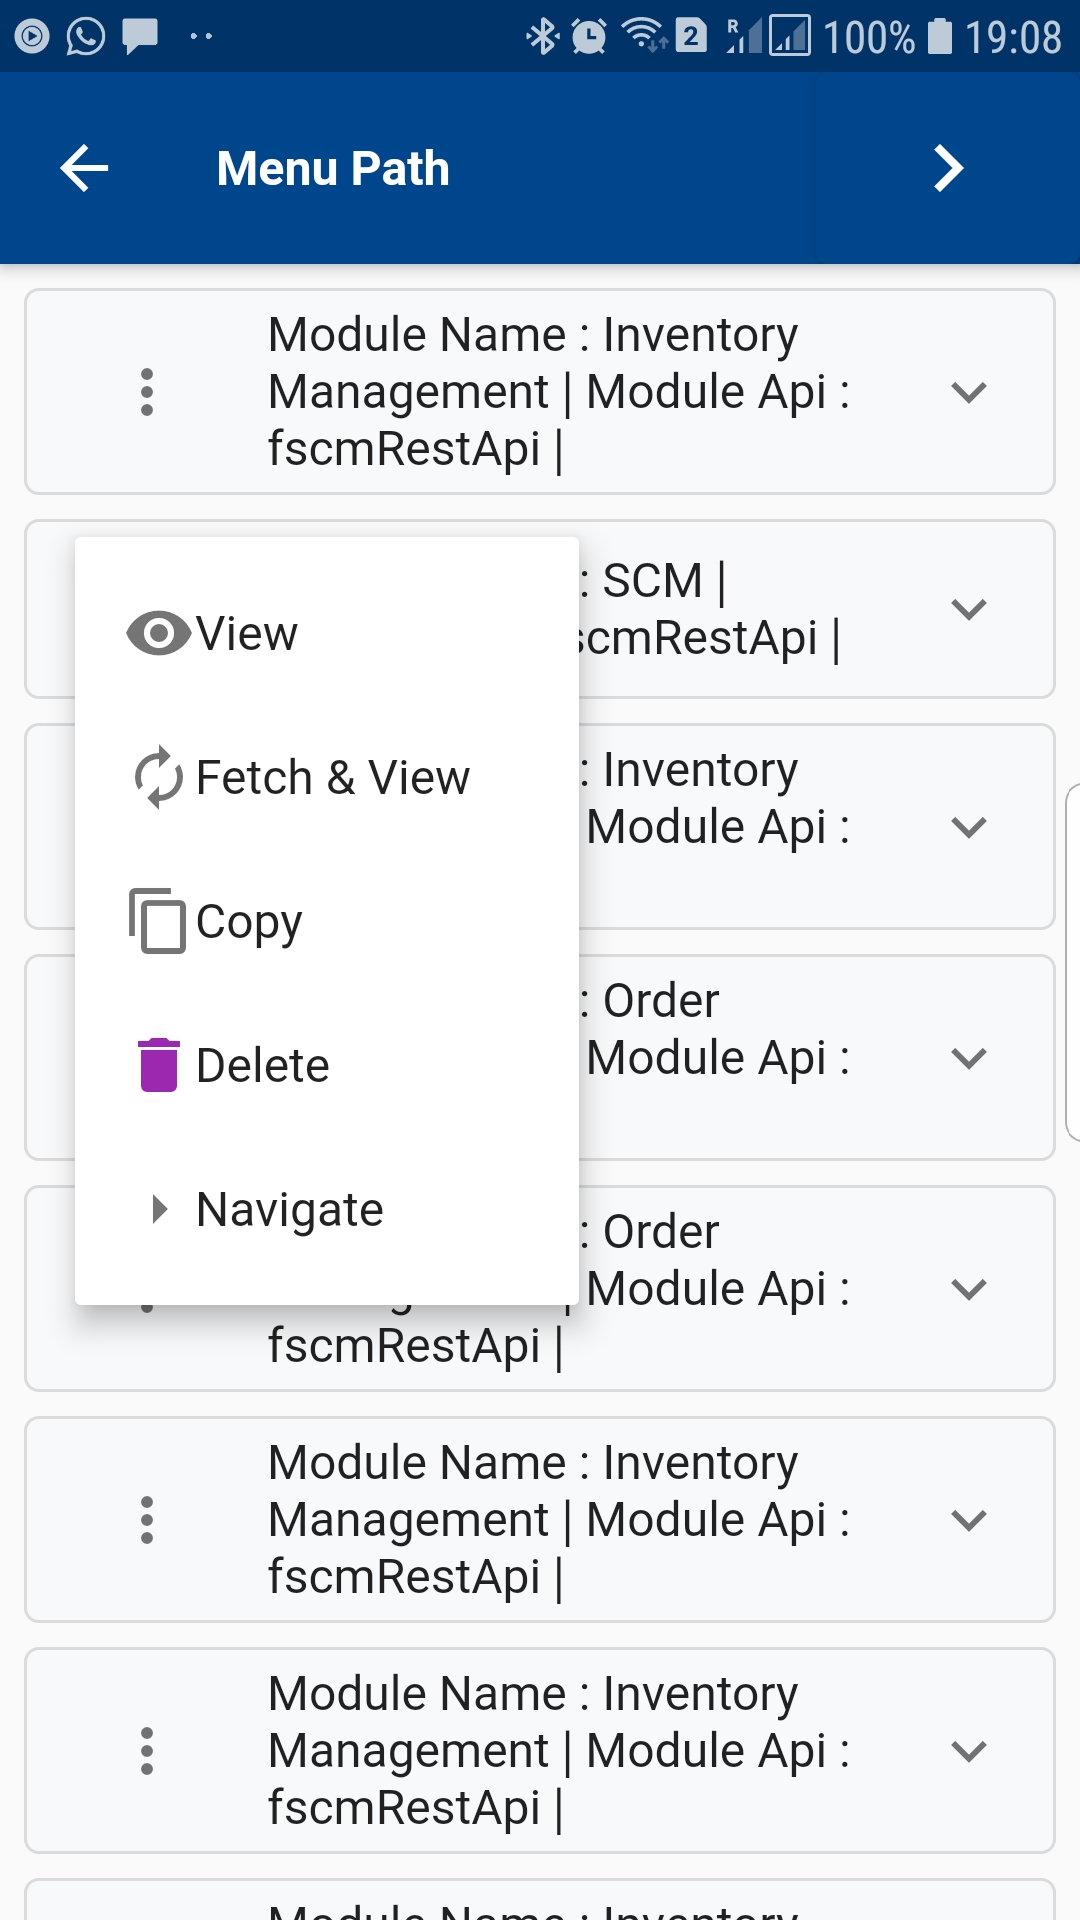 2 R 100% 19:08
Menu Path
Module Name : Inventory
Management | Module Api :
fscmRestApi |
: SCM |
scmRestApi |
: Inventory
Module Api :
: Order
Module Api :
: Order
| Module Api :
fscmRestApi |
View
Fetch & View
Copy
Delete
Navigate
Module Name : Inventory
Management | Module Api :
fscmRestApi |
Module Name : Inventory
Management | Module Api :
fscmRestApi |
Module Name : Inventory